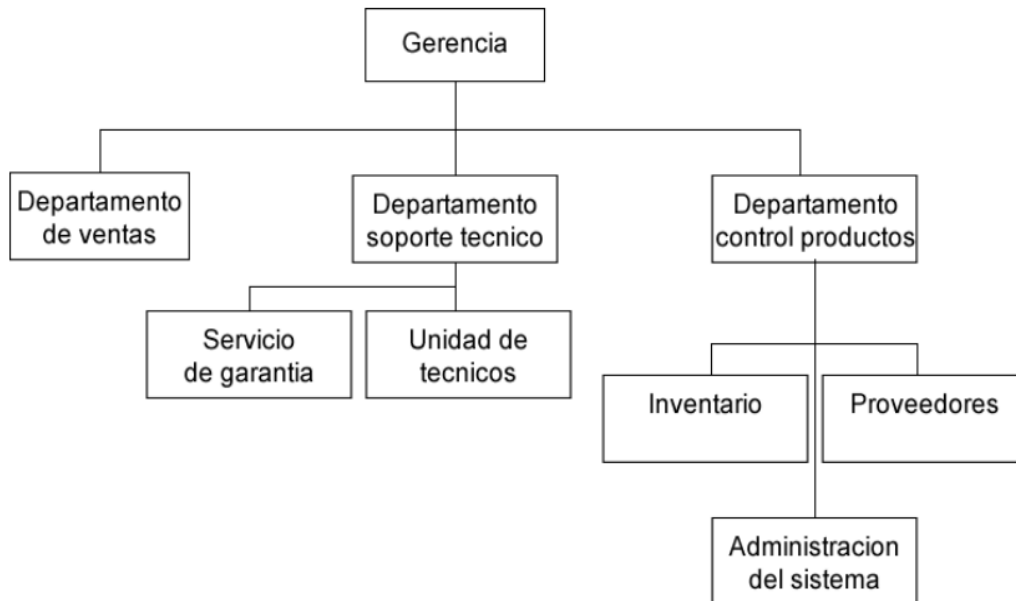 Gerencia
Departamento
de ventas
Departamento
soporte tecnico
Departamento
control productos
Servicio
de garantia
Unidad de
tecnicos
Inventario
Proveedores
Administracion
del sistema